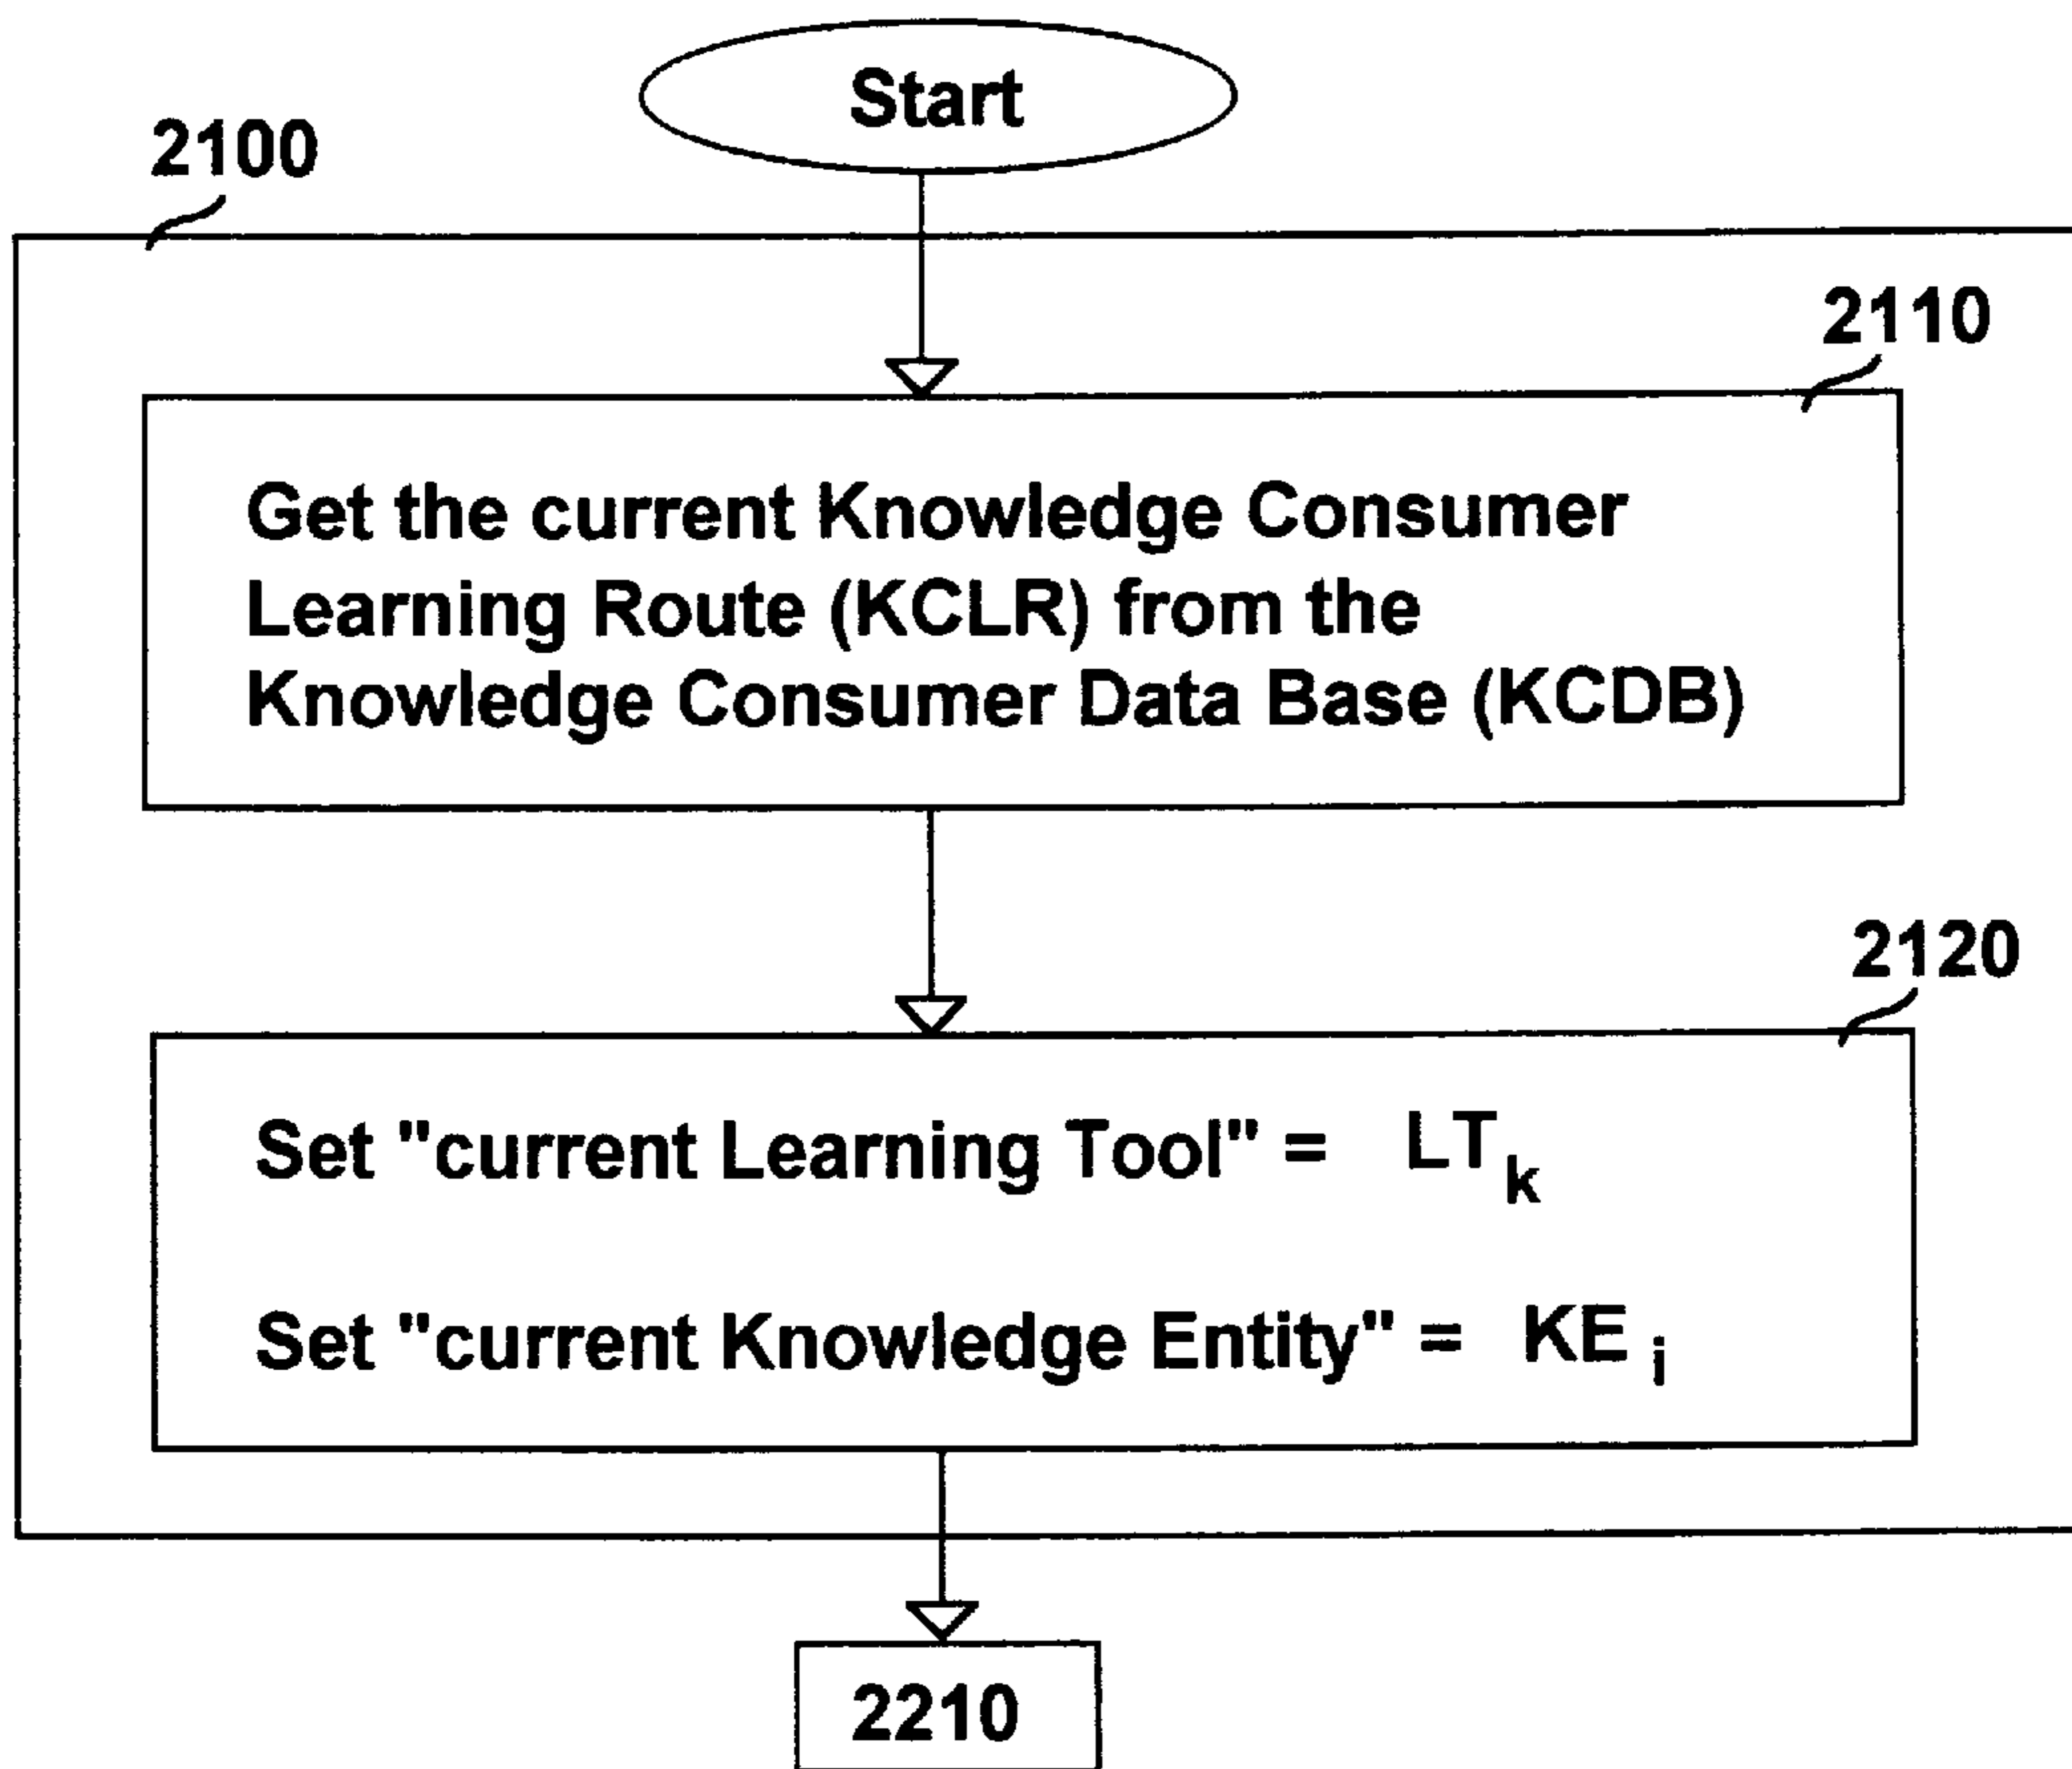 Start
2100
2110
Get the current Knowledge Consumer
Learning Route (KCLR) from the
Knowledge Consumer Data Base (KCDB)
2120
Set "current Learning Tool" = LT k
Set "current Knowledge Entity" = KE i
2210